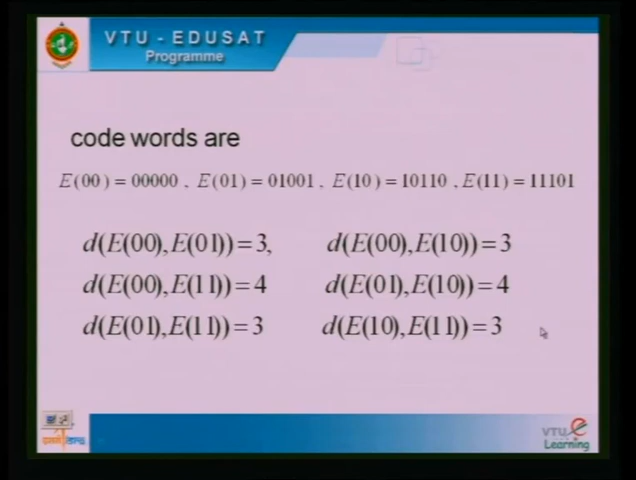 VTU - EDUSAT
Programme
code words are
E(00) = 00000 , E(01) = 01001 , E(10) = 10110 , E(11) = 11101
d(E(00),E(01)) = 3, d(E(00),E(10)) = 3
d(E(00),E(11)) = 4 d(E(01),E(10)) = 4
d(E(01),E(11)) = 3 d(E(10),E(11)) = 3
VTU e
Learning